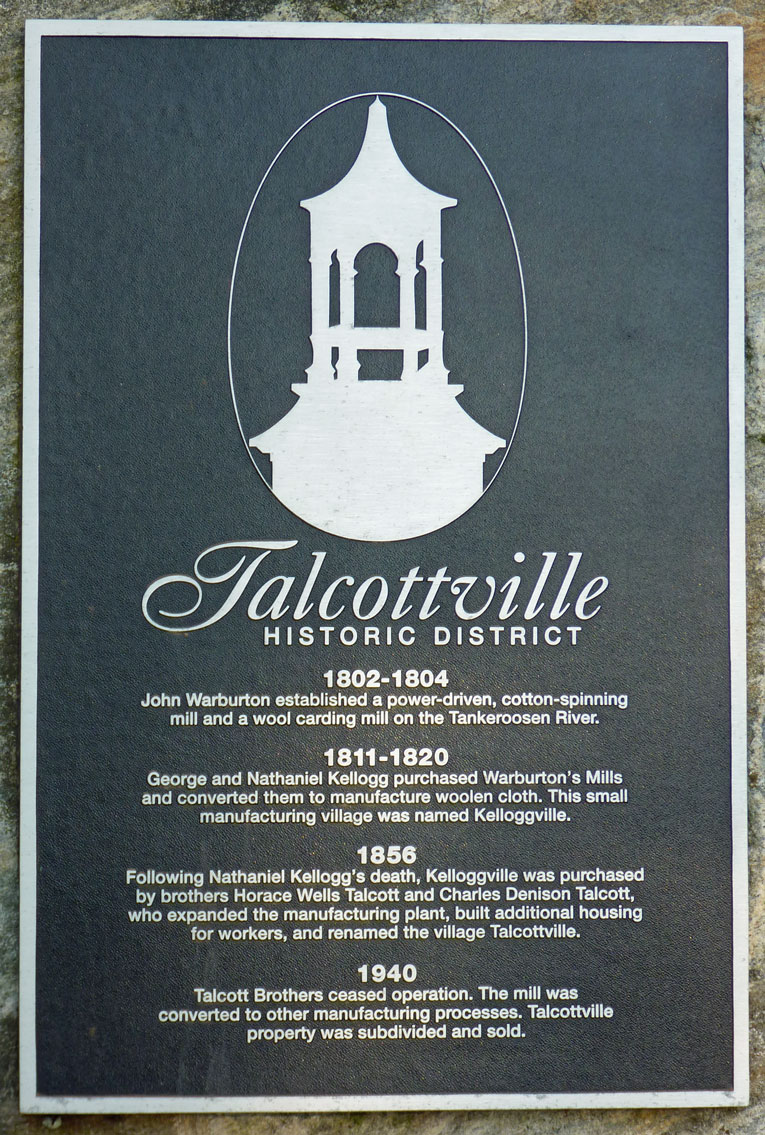 Talcottville
HISTORIC DISTRICT
1802-1804
John Warburton established a power-driven, cotton-spinning
mill and a wool carding mill on the Tankeroosen River.
1811-1820
George and Nathaniel Kellogg purchased Warburton's Mills
and converted them to manufacture woolen cloth. This small
manufacturing village was named Kelloggville.
1856
Following Nathaniel Kellogg's death, Kelloggville was purchased
by brothers Horace Wells Talcott and Charles Denison Talcott,
who expanded the manufacturing plant, built additional housing
for workers, and renamed the village Talcottville.
1940
Talcott Brothers ceased operation. The mill was
converted to other manufacturing processes. Talcottville
property was subdivided and sold.